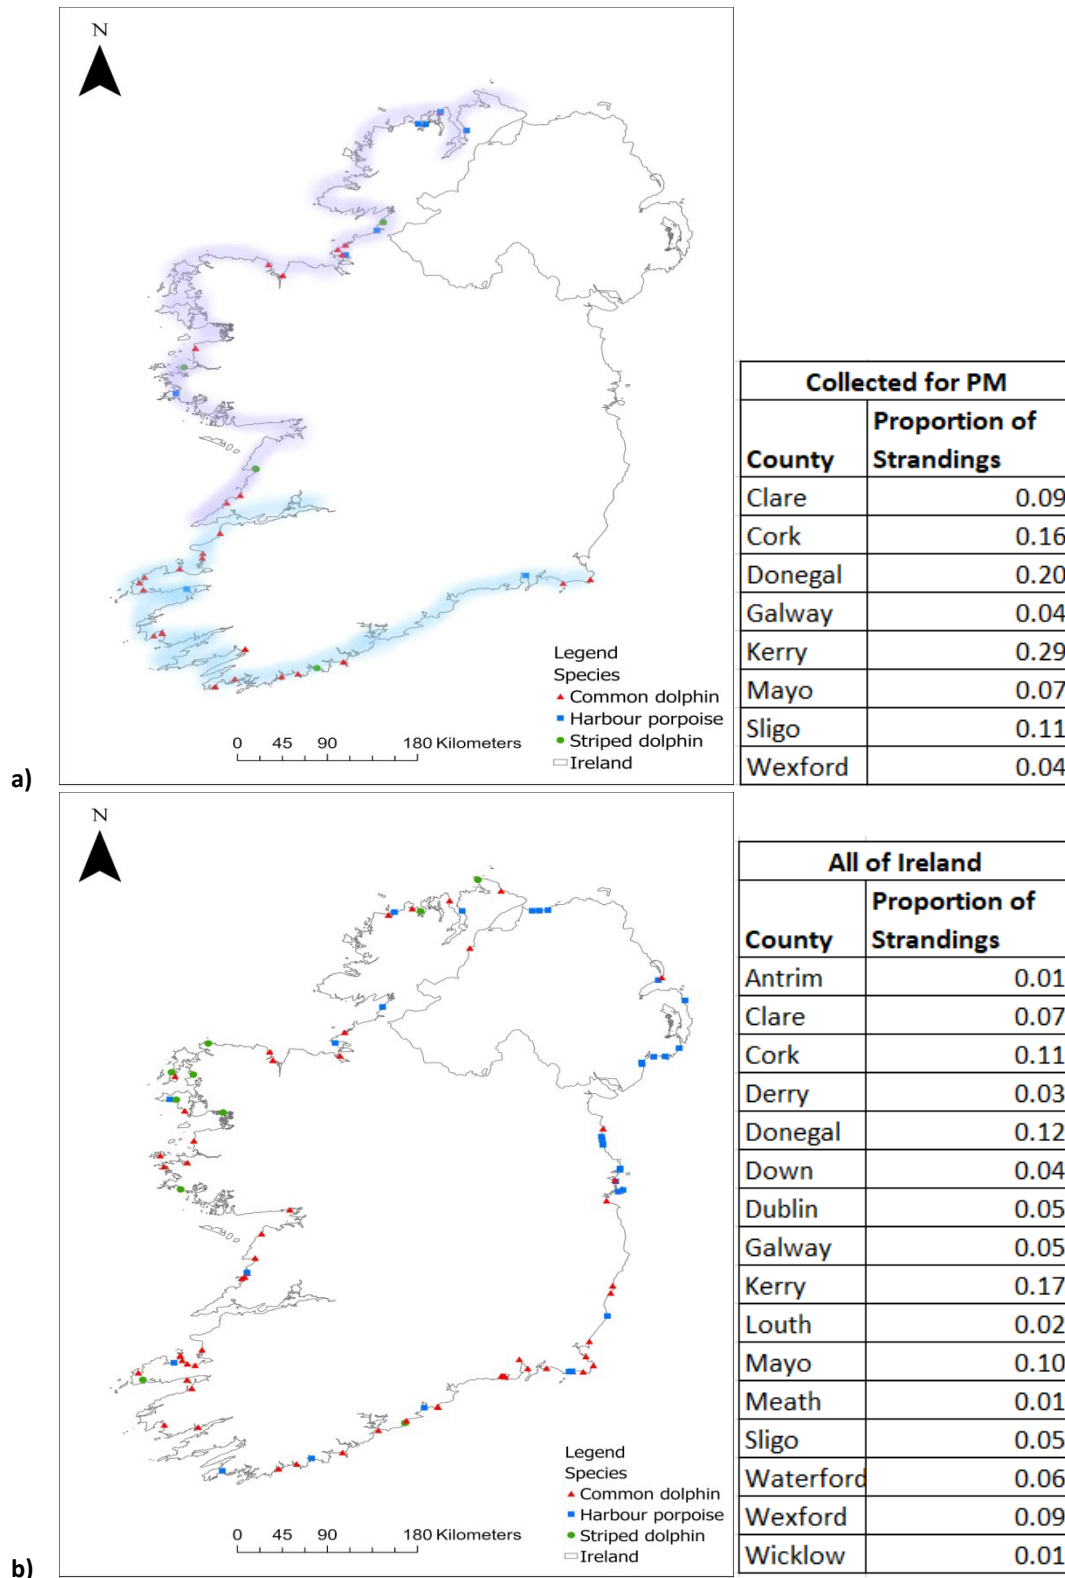 N
Legend
Species
Common dolphin
Harbour porpoise
Striped dolphin
Ireland
0 45 90 180 Kilometers
a)
Collected for PM
County Proportion of Strandings
Clare 0.09
Cork 0.16
Donegal 0.20
Galway 0.04
Kerry 0.29
Mayo 0.07
Sligo 0.11
Wexford 0.04
N
Legend
Species
Common dolphin
Harbour porpoise
Striped dolphin
Ireland
0 45 90 180 Kilometers
b)
All of Ireland
County Proportion of Strandings
Antrim 0.01
Clare 0.07
Cork 0.11
Derry 0.03
Donegal 0.12
Down 0.04
Dublin 0.05
Galway 0.05
Kerry 0.17
Louth 0.02
Mayo 0.10
Meath 0.01
Sligo 0.05
Waterford 0.06
Wexford 0.09
Wicklow 0.01